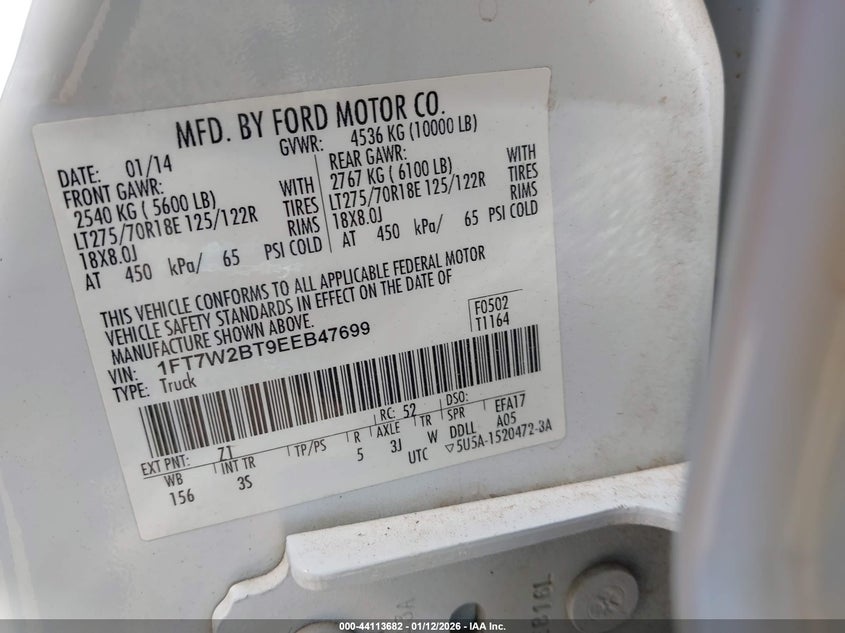 MFD. BY FORD MOTOR CO.
DATE: 01/14 GVWR: 4536 KG (10000 LB)
FRONT GAWR: REAR GAWR:
2540 KG ( 5600 LB) WITH 2767 KG ( 6100 LB) WITH
LT275/70R18E 125/122R TIRES LT275/70R18E 125/122R TIRES
18X8.0J RIMS 18X8.0J RIMS
AT 450 kPa/ 65 PSI COLD AT 450 kPa/ 65 PSI COLD
THIS VEHICLE CONFORMS TO ALL APPLICABLE FEDERAL MOTOR
VEHICLE SAFETY STANDARDS IN EFFECT ON THE DATE OF
MANUFACTURE SHOWN ABOVE.
F0502
T1164
VIN: 1FT7W2BT9EEB47699
TYPE: Truck
EXT PNT: Z1 RC: 52 DSO:
WB INT TR TP/PS R AXLE TR SPR EFA17
156 3S 5 3J W DDLL A05
UTC ▽5U5A-1520472-3A
000-44113682 - 01/12/2026 - IAA, Inc.